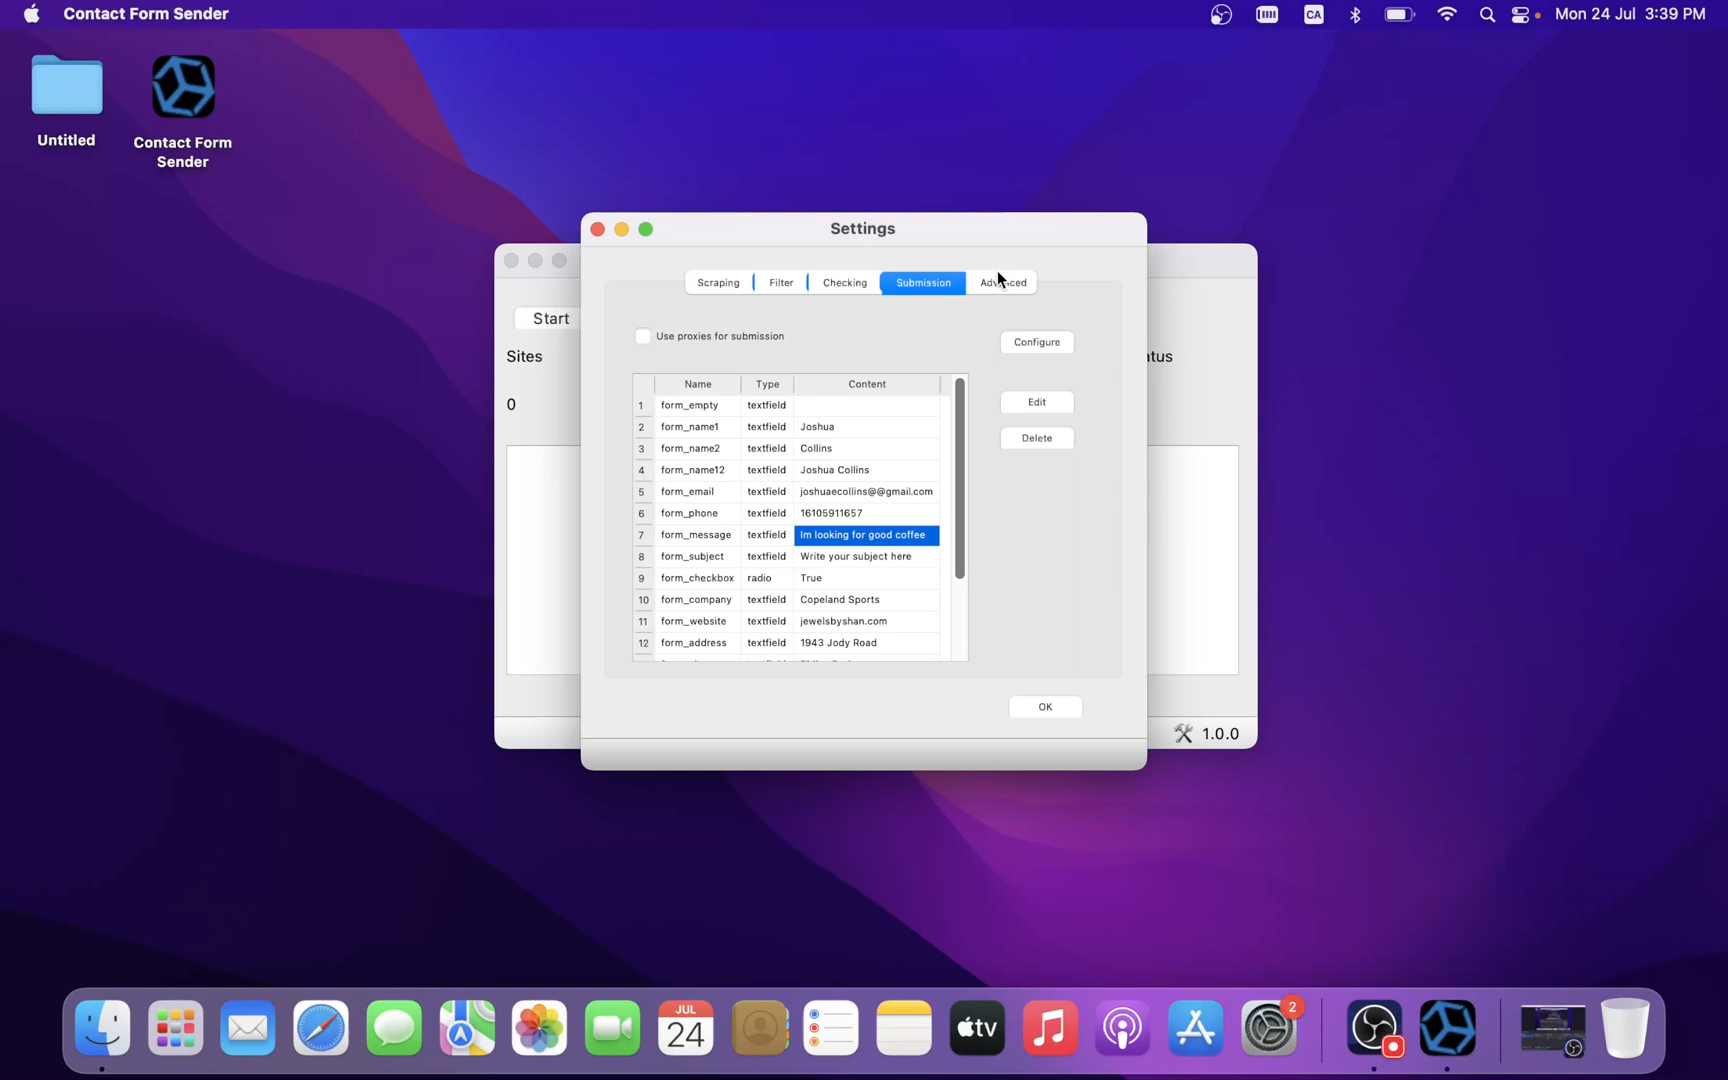 Contact Form Sender
CA
Mon 24 Jul 3:39 PM
Untitled
Contact Form
Sender
Settings
Scraping
Filter
Checking
Submission
Start
Use proxies for submission
Configure
Sites
tus
Name Type Content
Edit
0
1 form_empty textfield
2 form_name1 textfield Joshua
Delete
3 form_name2 textfield Collins
4 form_name12 textfield Joshua Collins
5 form_email textfield joshuaecollins@@gmail.com
6 form_phone textfield 16105911657
7 form_message textfield Im looking for good coffee
8 form_subject textfield Write your subject here
9 form_checkbox radio True
10 form_company textfield Copeland Sports
11 form_website textfield jewelsbyshan.com
12 form_address textfield 1943 Jody Road
OK
1.0.0
JUL
24
tv
2